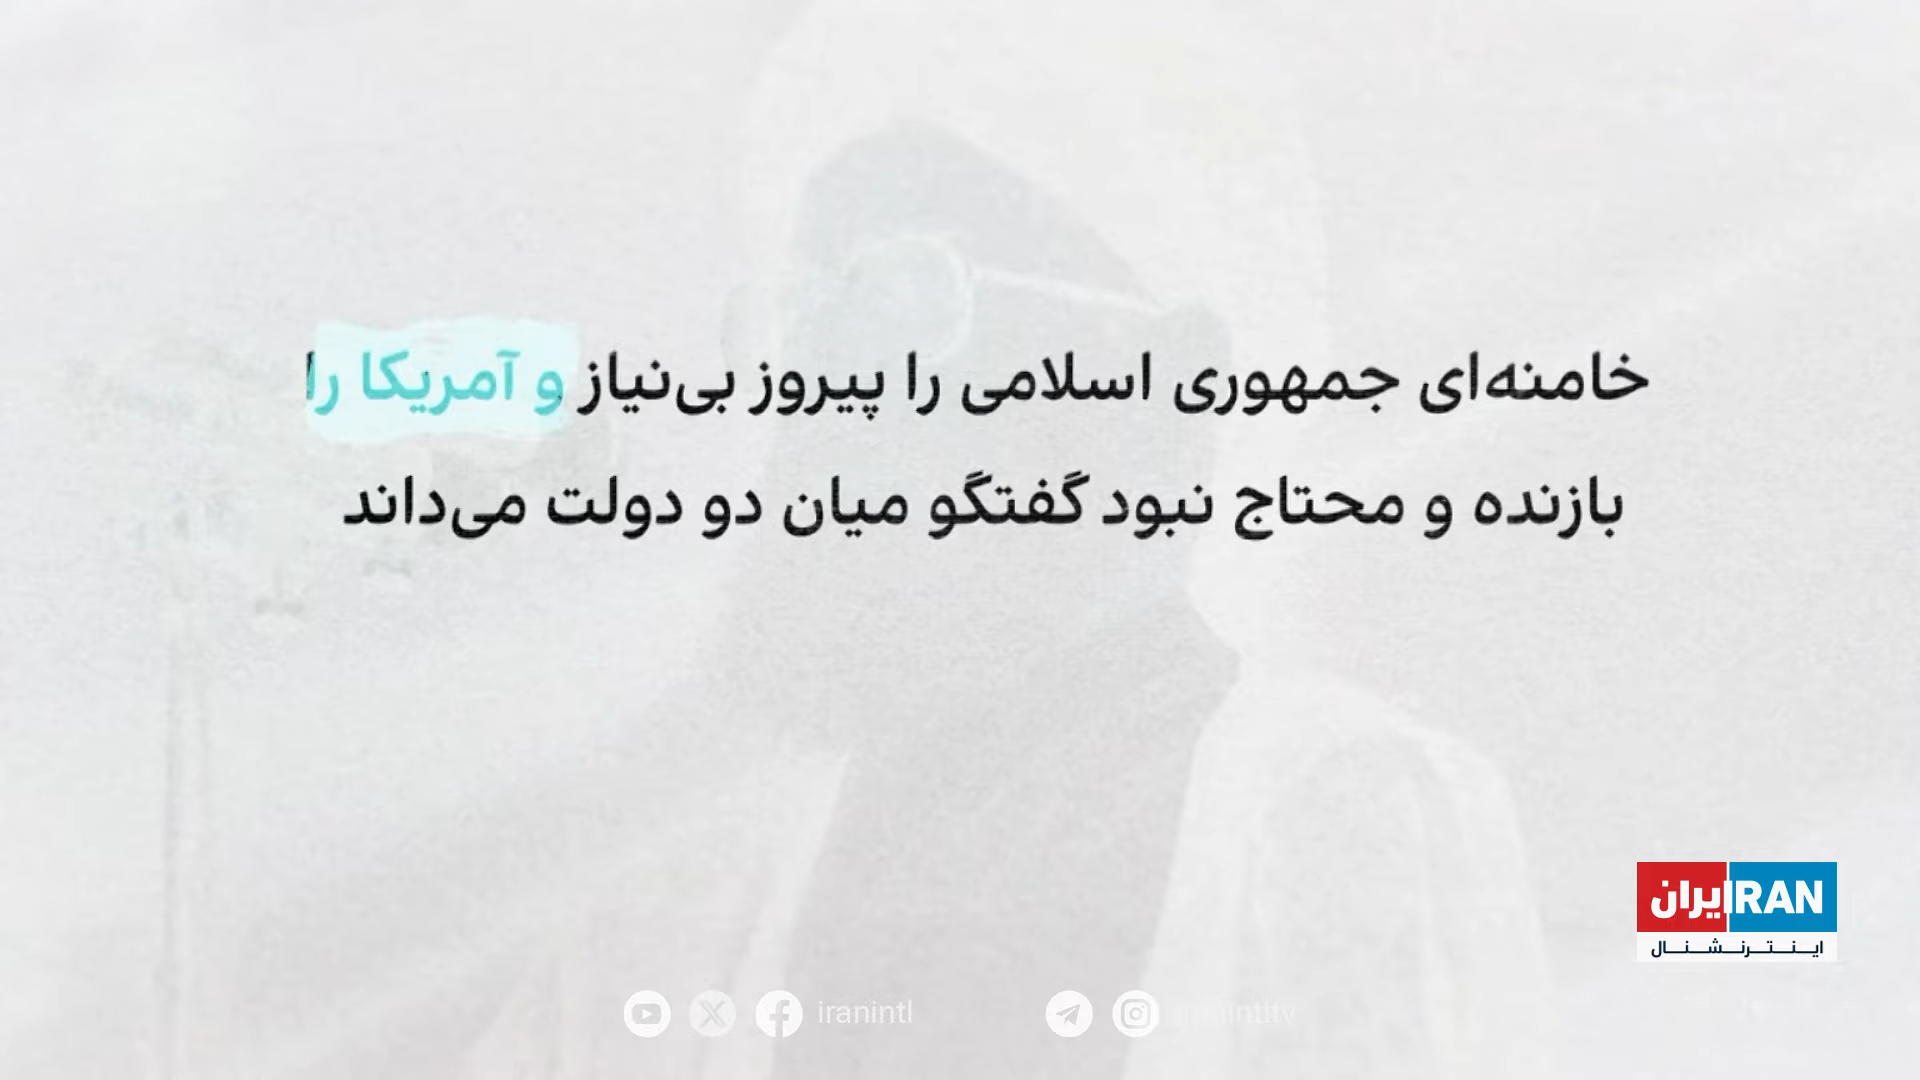 خامنه‌ای جمهوری اسلامی را پیروز بی‌نیاز و آمریکا را
بازنده و محتاج نبود گفتگو میان دو دولت می‌داند
ایران IRAN
اینترنشنال
iranintl
iranintltv